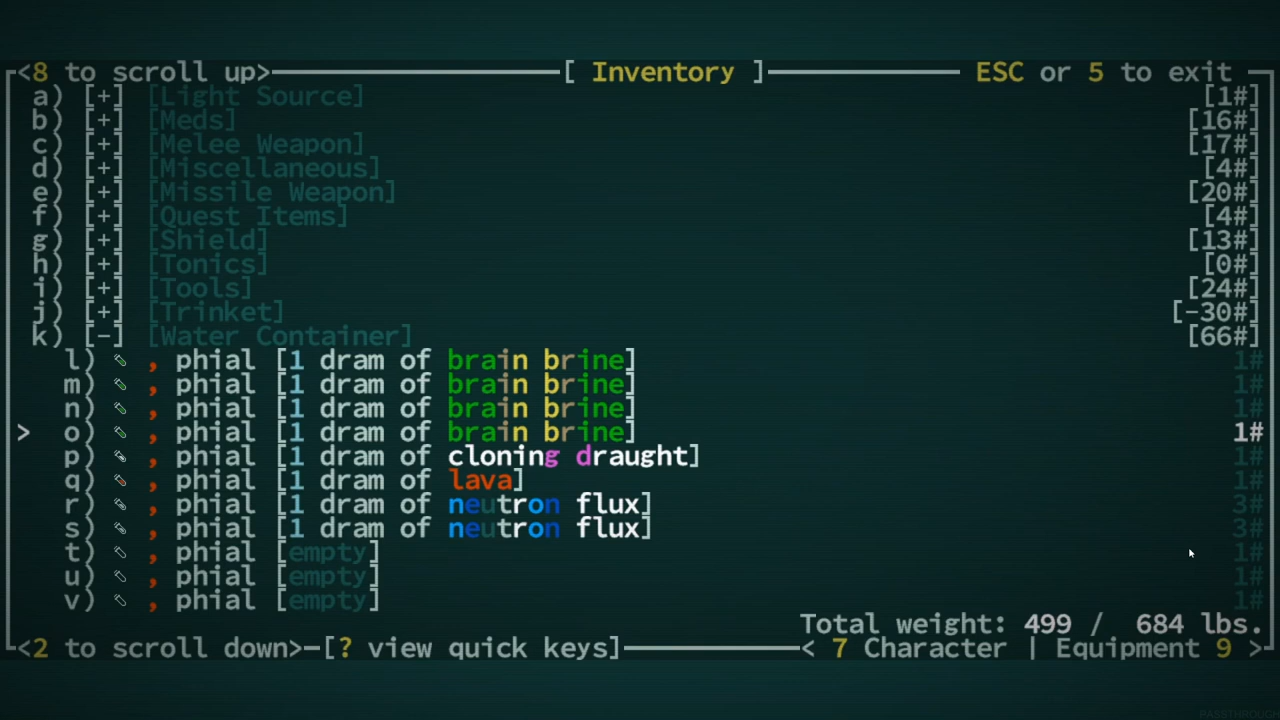 <8 to scroll up> [ Inventory ] ESC or 5 to exit
a) [+] [Light Source] [1#]
b) [+] [Meds] [16#]
c) [+] [Melee Weapon] [17#]
d) [+] [Miscellaneous] [4#]
e) [+] [Missile Weapon] [20#]
f) [+] [Quest Items] [4#]
g) [+] [Shield] [13#]
h) [+] [Tonics] [0#]
i) [+] [Tools] [24#]
j) [+] [Trinket] [-30#]
k) [-] [Water Container] [66#]
l) , phial [1 dram of brain brine] 1#
m) , phial [1 dram of brain brine] 1#
n) , phial [1 dram of brain brine] 1#
> o) , phial [1 dram of brain brine] 1#
p) , phial [1 dram of cloning draught] 1#
q) , phial [1 dram of lava] 1#
r) , phial [1 dram of neutron flux] 3#
s) , phial [1 dram of neutron flux] 3#
t) , phial [empty] 1#
u) , phial [empty] 1#
v) , phial [empty] 1#
Total weight: 499 / 684 lbs.
<2 to scroll down> [? view quick keys] < 7 Character | Equipment 9 >